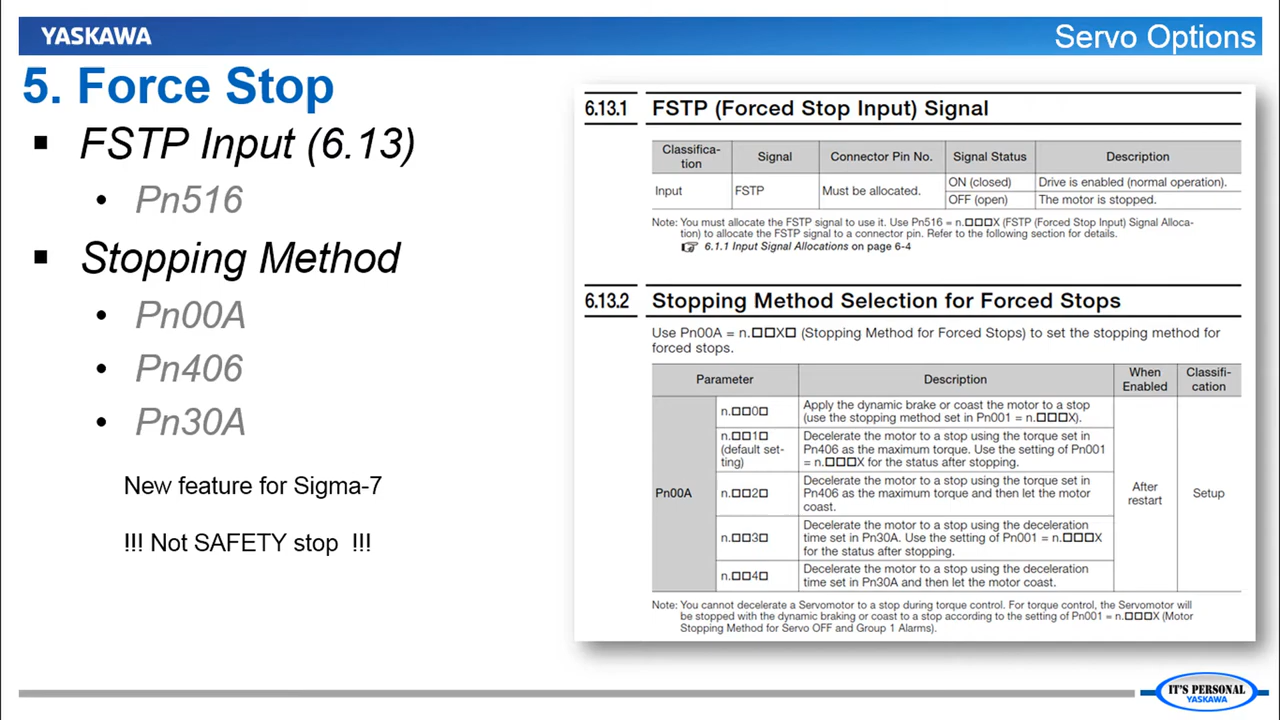 YASKAWA
Servo Options
5. Force Stop
▪ FSTP Input (6.13)
• Pn516
▪ Stopping Method
• Pn00A
• Pn406
• Pn30A
New feature for Sigma-7
!!! Not SAFETY stop !!!
6.13.1 FSTP (Forced Stop Input) Signal
Classifica-
tion
Signal
Connector Pin No.
Signal Status
Description
Input
FSTP
Must be allocated.
ON (closed)
Drive is enabled (normal operation).
OFF (open)
The motor is stopped.
Note: You must allocate the FSTP signal to use it. Use Pn516 = n.□□□X (FSTP (Forced Stop Input) Signal Alloca-
tion) to allocate the FSTP signal to a connector pin. Refer to the following section for details.
☞ 6.1.1 Input Signal Allocations on page 6-4
6.13.2 Stopping Method Selection for Forced Stops
Use Pn00A = n.□□X□ (Stopping Method for Forced Stops) to set the stopping method for
forced stops.
Parameter
Description
When
Enabled
Classifi-
cation
Pn00A
n.□□0□
Apply the dynamic brake or coast the motor to a stop
(use the stopping method set in Pn001 = n.□□□X).
n.□□1□
(default set-
ting)
Decelerate the motor to a stop using the torque set in
Pn406 as the maximum torque. Use the setting of Pn001
= n.□□□X for the status after stopping.
n.□□2□
Decelerate the motor to a stop using the torque set in
Pn406 as the maximum torque and then let the motor
coast.
n.□□3□
Decelerate the motor to a stop using the deceleration
time set in Pn30A. Use the setting of Pn001 = n.□□□X
for the status after stopping.
n.□□4□
Decelerate the motor to a stop using the deceleration
time set in Pn30A and then let the motor coast.
After
restart
Setup
Note: You cannot decelerate a Servomotor to a stop during torque control. For torque control, the Servomotor will
be stopped with the dynamic braking or coast to a stop according to the setting of Pn001 = n.□□□X (Motor
Stopping Method for Servo OFF and Group 1 Alarms).
IT'S PERSONAL
YASKAWA